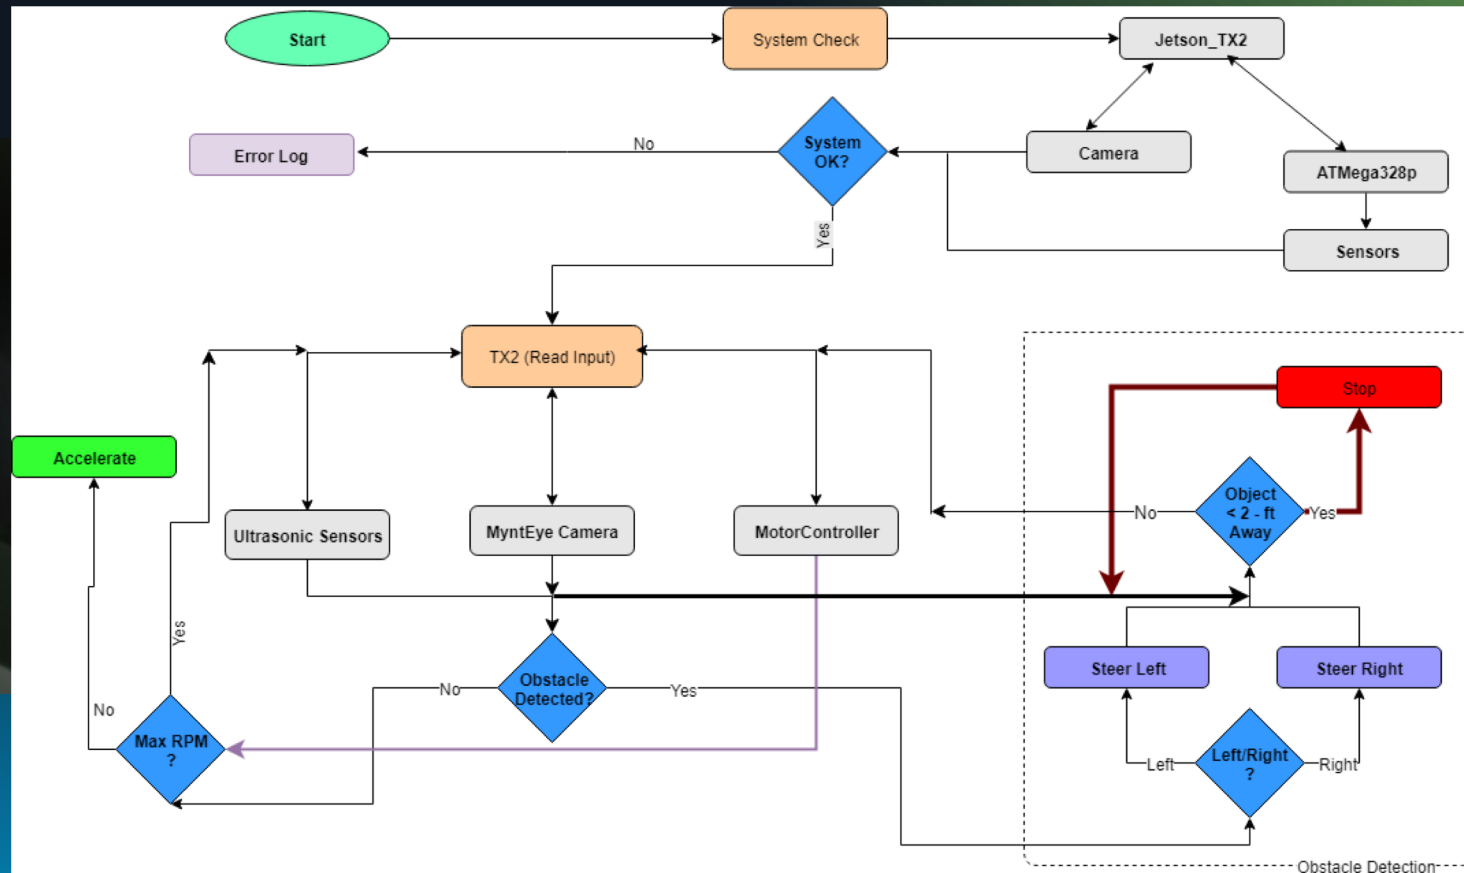 Start
System Check
Jetson_TX2
Error Log
No
System
OK?
Camera
ATMega328p
Yes
Sensors
TX2 (Read Input)
Stop
Accelerate
Ultrasonic Sensors
MyntEye Camera
MotorController
No
Object
< 2 - ft
Away
Yes
Yes
No
Max RPM
?
No
Obstacle
Detected?
Yes
Steer Left
Steer Right
Left
Left/Right
?
Right
Obstacle Detection